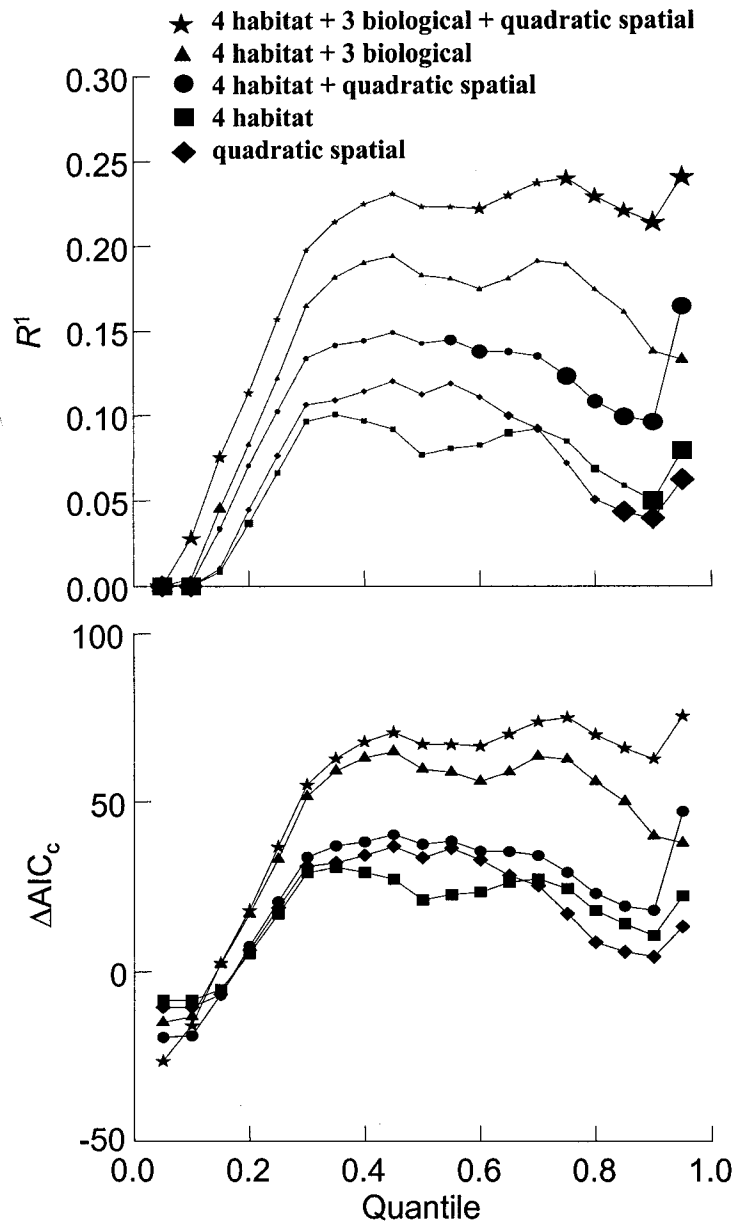 4 habitat + 3 biological + quadratic spatial
4 habitat + 3 biological
4 habitat + quadratic spatial
4 habitat
quadratic spatial
0.30
0.25
0.20
0.15
0.10
0.05
0.00
R¹
100
50
0
-50
ΔAICc
0.0 0.2 0.4 0.6 0.8 1.0
Quantile